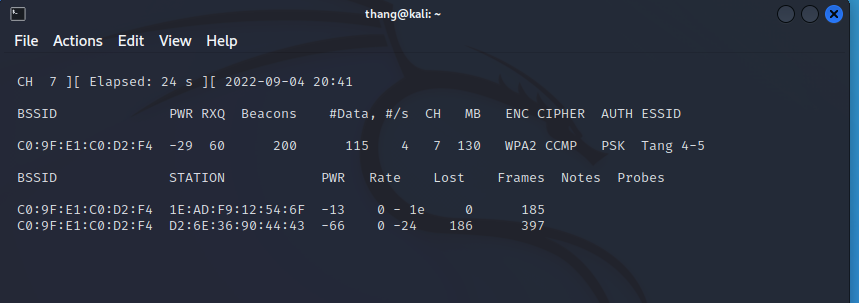 thang@kali: ~
File Actions Edit View Help
CH 7 ][ Elapsed: 24 s ][ 2022-09-04 20:41
BSSID PWR RXQ Beacons #Data, #/s CH MB ENC CIPHER AUTH ESSID
C0:9F:E1:C0:D2:F4 -29 60 200 115 4 7 130 WPA2 CCMP PSK Tang 4-5
BSSID STATION PWR Rate Lost Frames Notes Probes
C0:9F:E1:C0:D2:F4 1E:AD:F9:12:54:6F -13 0 - 1e 0 185
C0:9F:E1:C0:D2:F4 D2:6E:36:90:44:43 -66 0 -24 186 397